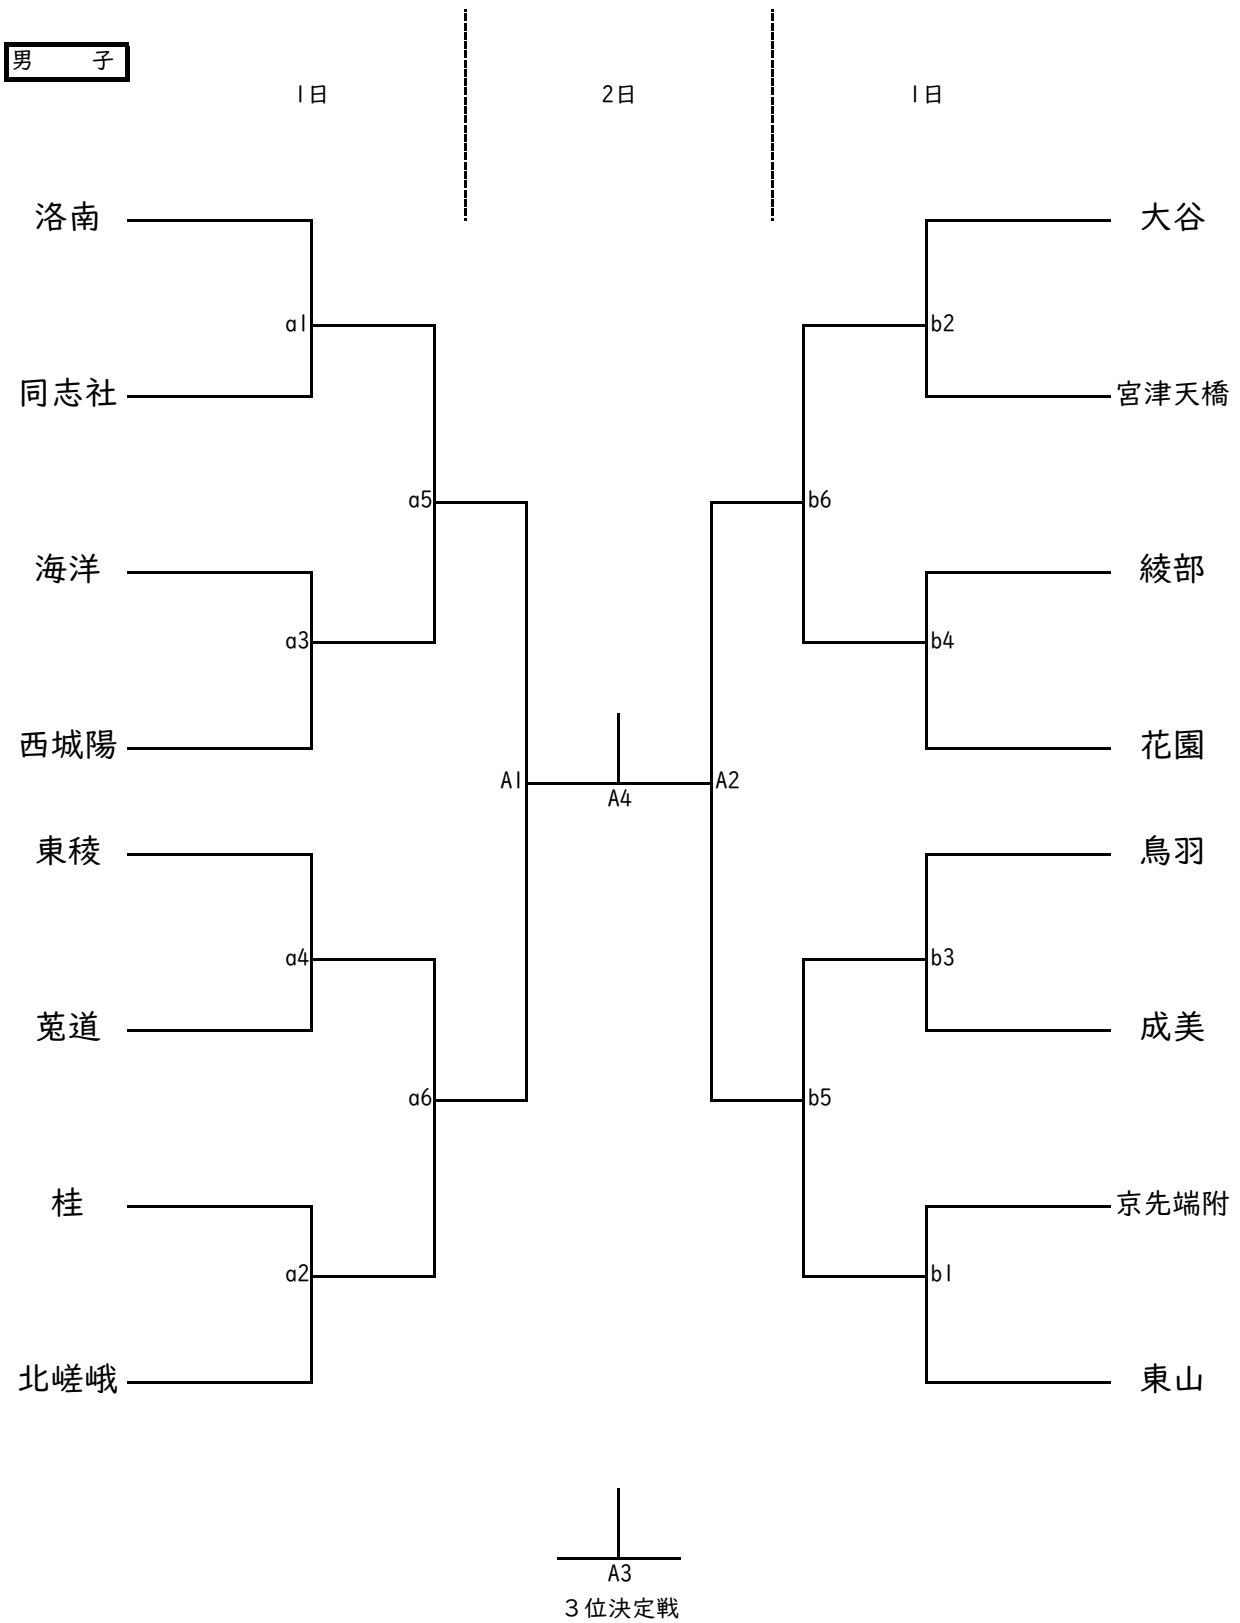 男 子
1日 2日 1日
洛南 大谷
a1 b2
同志社 宮津天橋
a5 b6
海洋 綾部
a3 b4
西城陽 花園
A1 A2
A4
東稜 鳥羽
a4 b3
莵道 成美
a6 b5
桂 京先端附
a2 b1
北嵯峨 東山
A3
３位決定戦